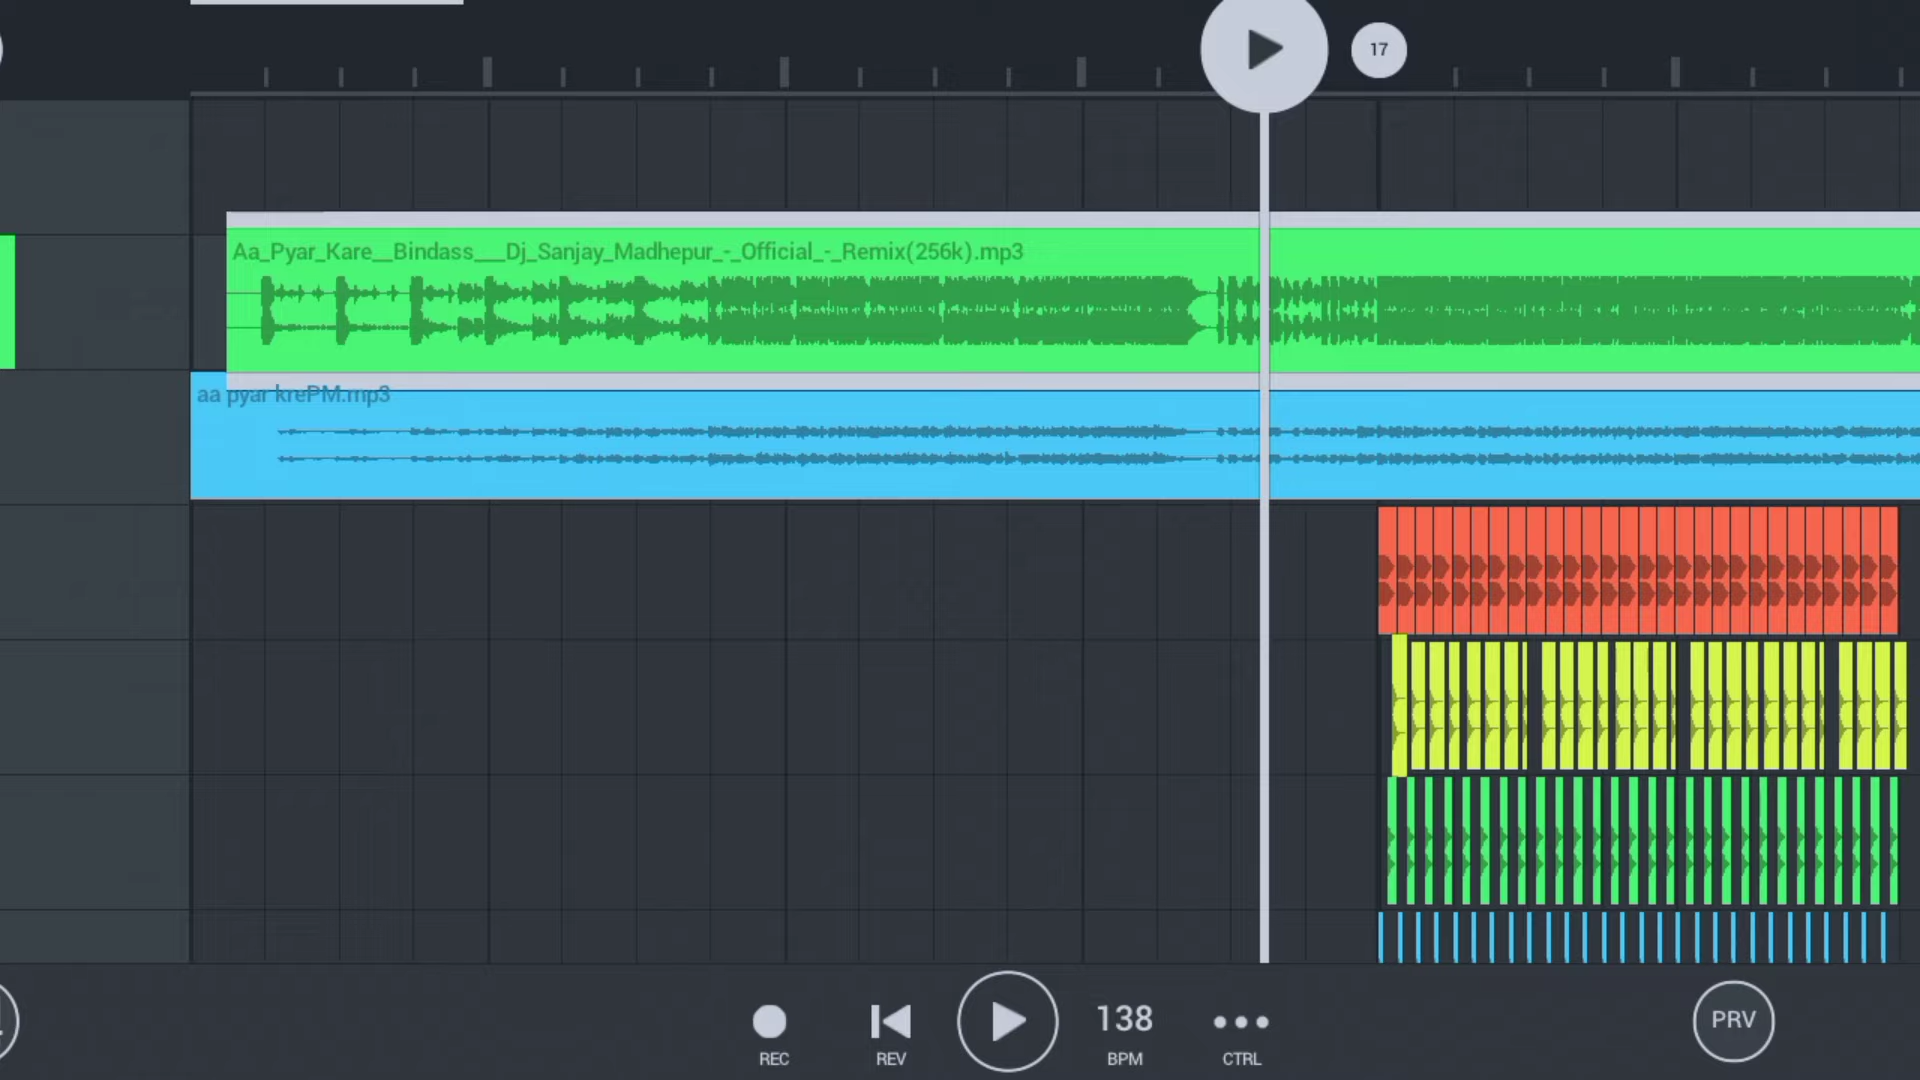 17
Aa_Pyar_Kare__Bindass___Dj_Sanjay_Madhepur_-_Official_-_Remix(256k).mp3
aa pyar krePM.mp3
138
PRV
REC
REV
BPM
CTRL